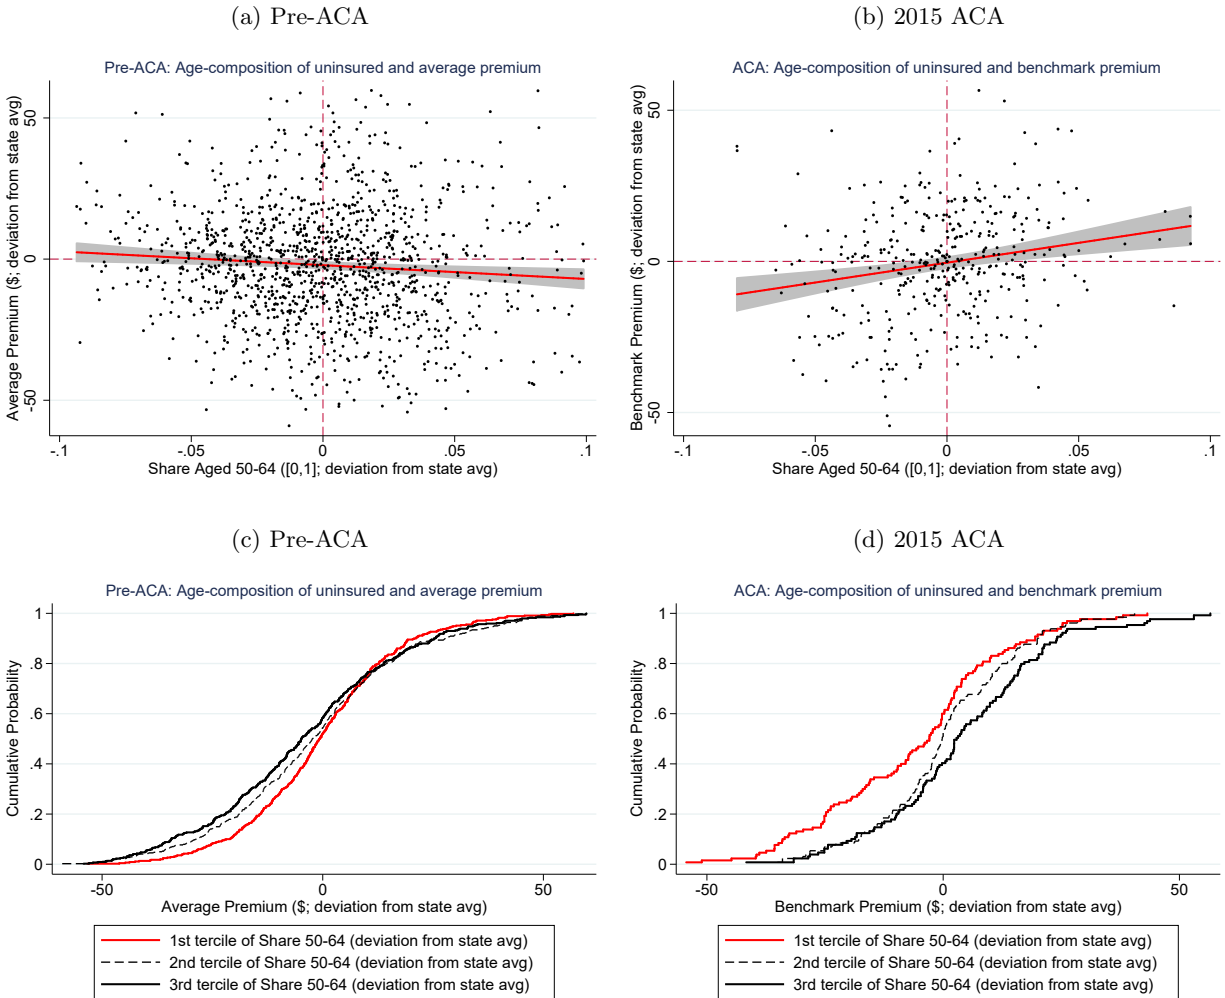 (a) Pre-ACA
Pre-ACA: Age-composition of uninsured and average premium
Average Premium ($; deviation from state avg)
50
0
-50
-.1
-.05
0
.05
.1
Share Aged 50-64 ([0,1]; deviation from state avg)
(b) 2015 ACA
ACA: Age-composition of uninsured and benchmark premium
Benchmark Premium ($; deviation from state avg)
50
0
-50
-.1
-.05
0
.05
.1
Share Aged 50-64 ([0,1]; deviation from state avg)
(c) Pre-ACA
Pre-ACA: Age-composition of uninsured and average premium
Cumulative Probability
1
.8
.6
.4
.2
0
-50
0
50
Average Premium ($; deviation from state avg)
1st tercile of Share 50-64 (deviation from state avg)
2nd tercile of Share 50-64 (deviation from state avg)
3rd tercile of Share 50-64 (deviation from state avg)
(d) 2015 ACA
ACA: Age-composition of uninsured and benchmark premium
Cumulative Probability
1
.8
.6
.4
.2
0
-50
0
50
Benchmark Premium ($; deviation from state avg)
1st tercile of Share 50-64 (deviation from state avg)
2nd tercile of Share 50-64 (deviation from state avg)
3rd tercile of Share 50-64 (deviation from state avg)